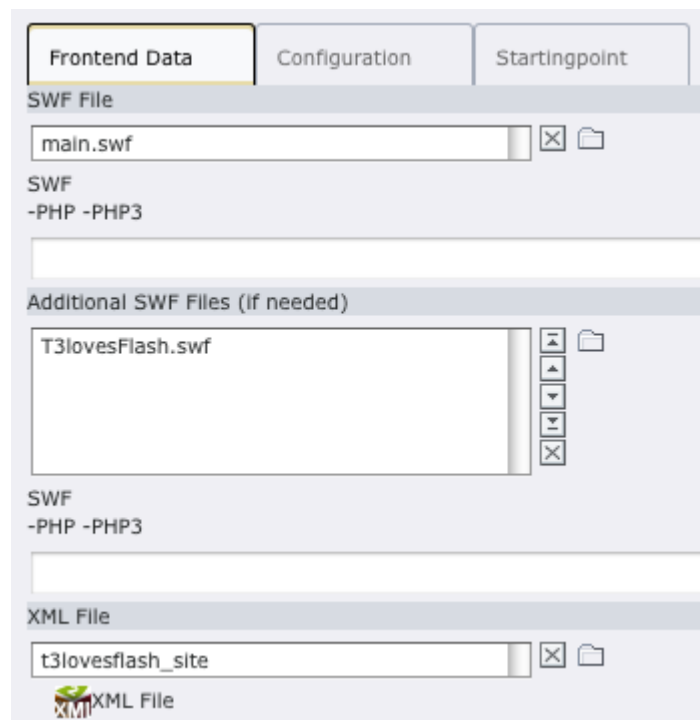 Frontend Data Configuration Startingpoint
SWF File
main.swf
SWF
-PHP -PHP3
Additional SWF Files (if needed)
T3lovesFlash.swf
SWF
-PHP -PHP3
XML File
t3lovesflash_site
XML XML File